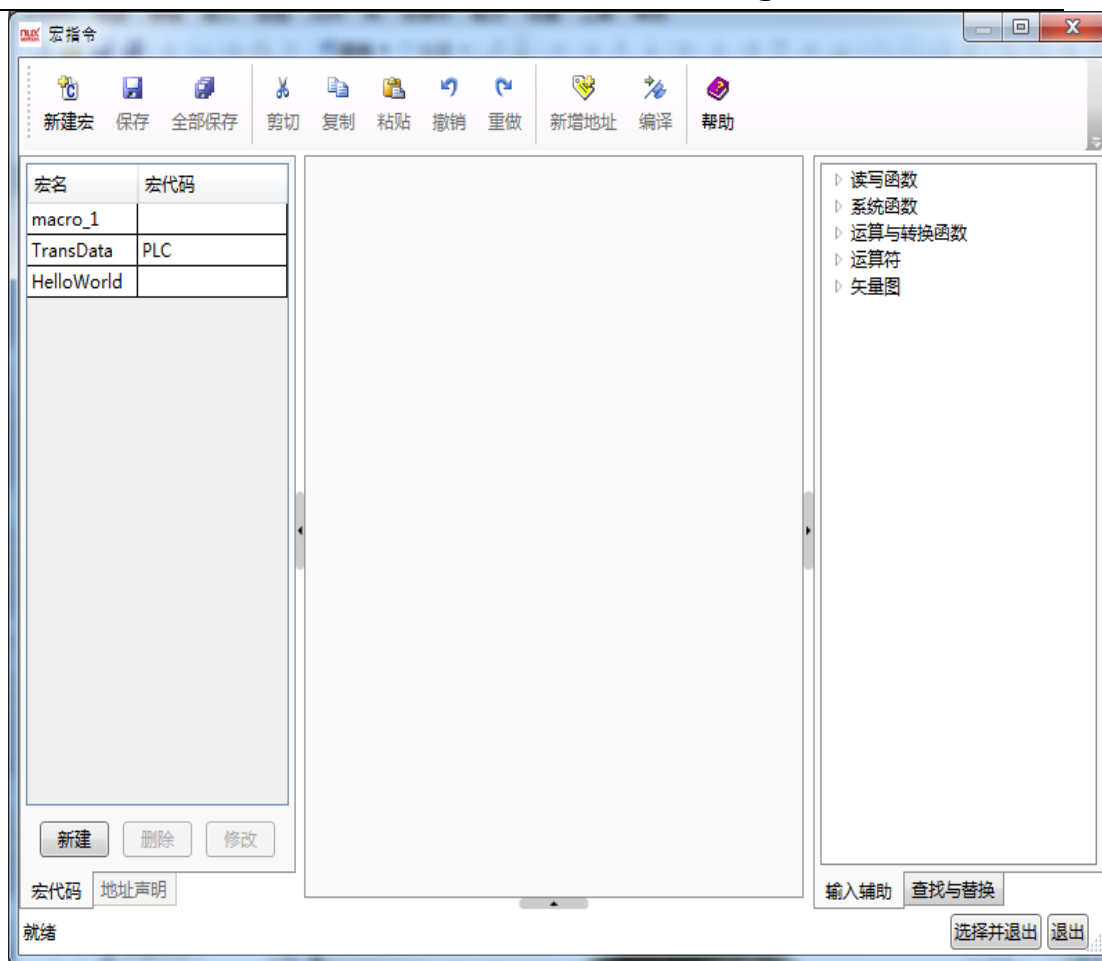 宏指令
新建宏 保存 全部保存 剪切 复制 粘贴 撤销 重做 新增地址 编译 帮助
宏名 宏代码
macro_1
TransData PLC
HelloWorld
读写函数
系统函数
运算与转换函数
运算符
矢量图
新建 删除 修改
宏代码 地址声明
输入辅助 查找与替换
就绪
选择并退出 退出